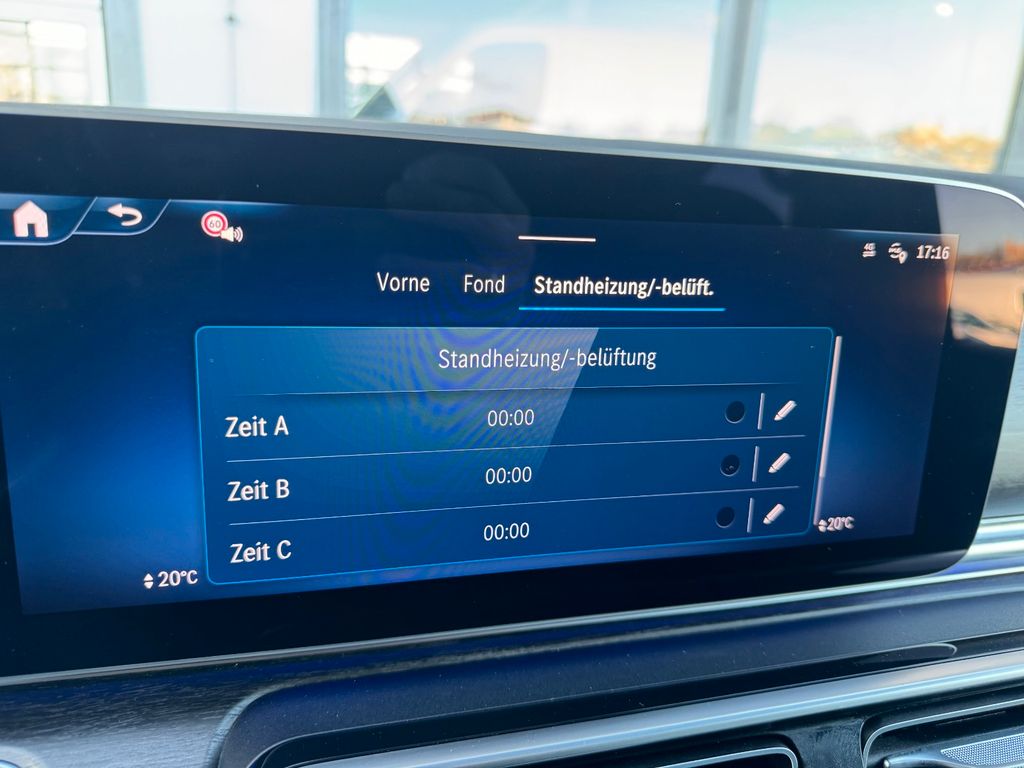 60
4G
17:16
Vorne Fond Standheizung/-belüft.
Standheizung/-belüftung
Zeit A 00:00
Zeit B 00:00
Zeit C 00:00
20°C
20°C